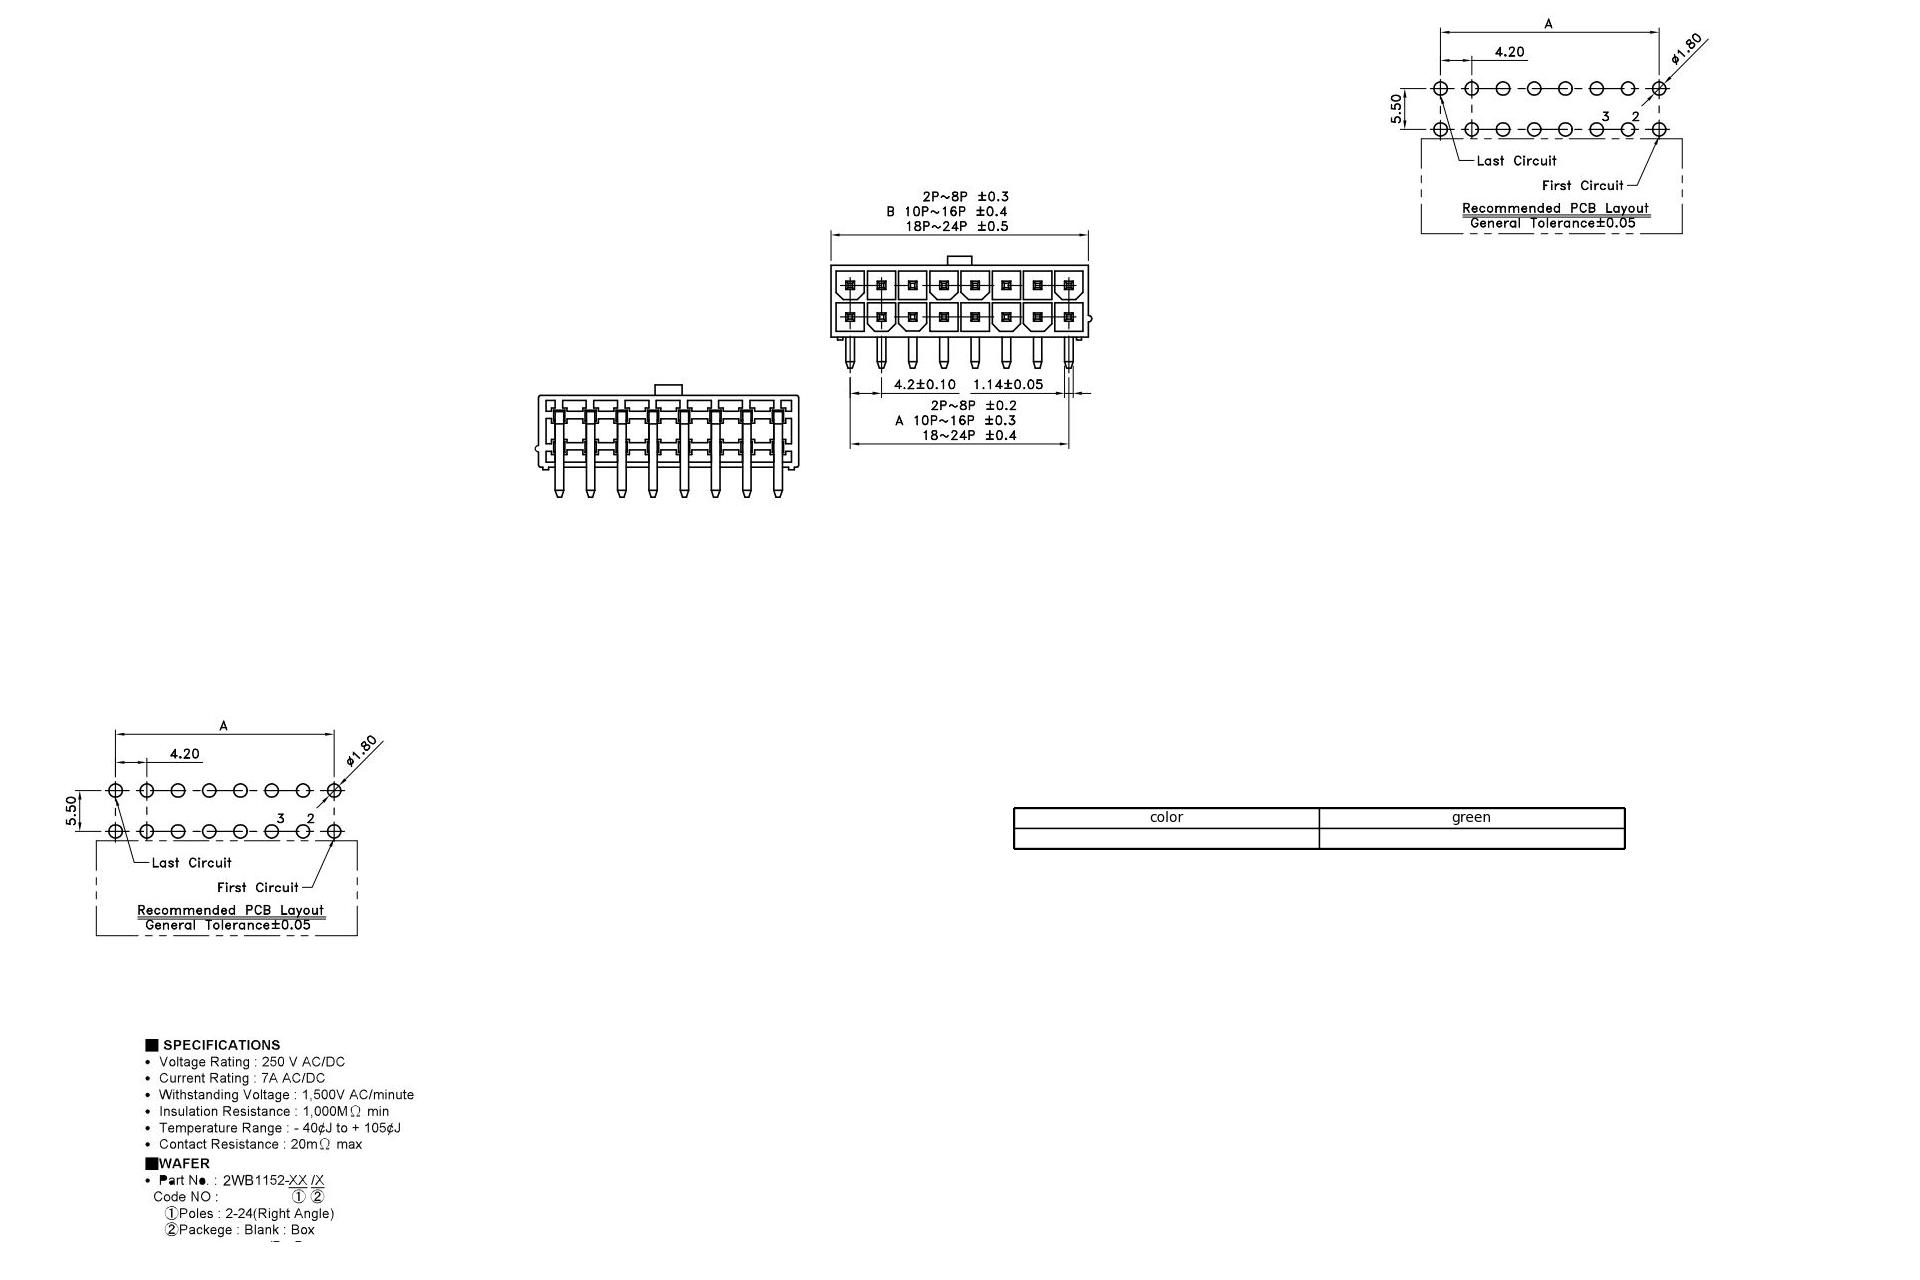 A
4.20
ø1.80
5.50
3 2
Last Circuit
First Circuit
Recommended PCB Layout
General Tolerance±0.05
2P~8P ±0.3
B 10P~16P ±0.4
18P~24P ±0.5
4.2±0.10 1.14±0.05
2P~8P ±0.2
A 10P~16P ±0.3
18~24P ±0.4
A
4.20
ø1.80
5.50
3 2
Last Circuit
First Circuit
Recommended PCB Layout
General Tolerance±0.05
color green
■ SPECIFICATIONS
• Voltage Rating : 250 V AC/DC
• Current Rating : 7A AC/DC
• Withstanding Voltage : 1,500V AC/minute
• Insulation Resistance : 1,000MΩ min
• Temperature Range : - 40¢J to + 105¢J
• Contact Resistance : 20mΩ max
■WAFER
• Part No. : 2WB1152-XX /X
Code NO : ① ②
①Poles : 2-24(Right Angle)
②Packege : Blank : Box